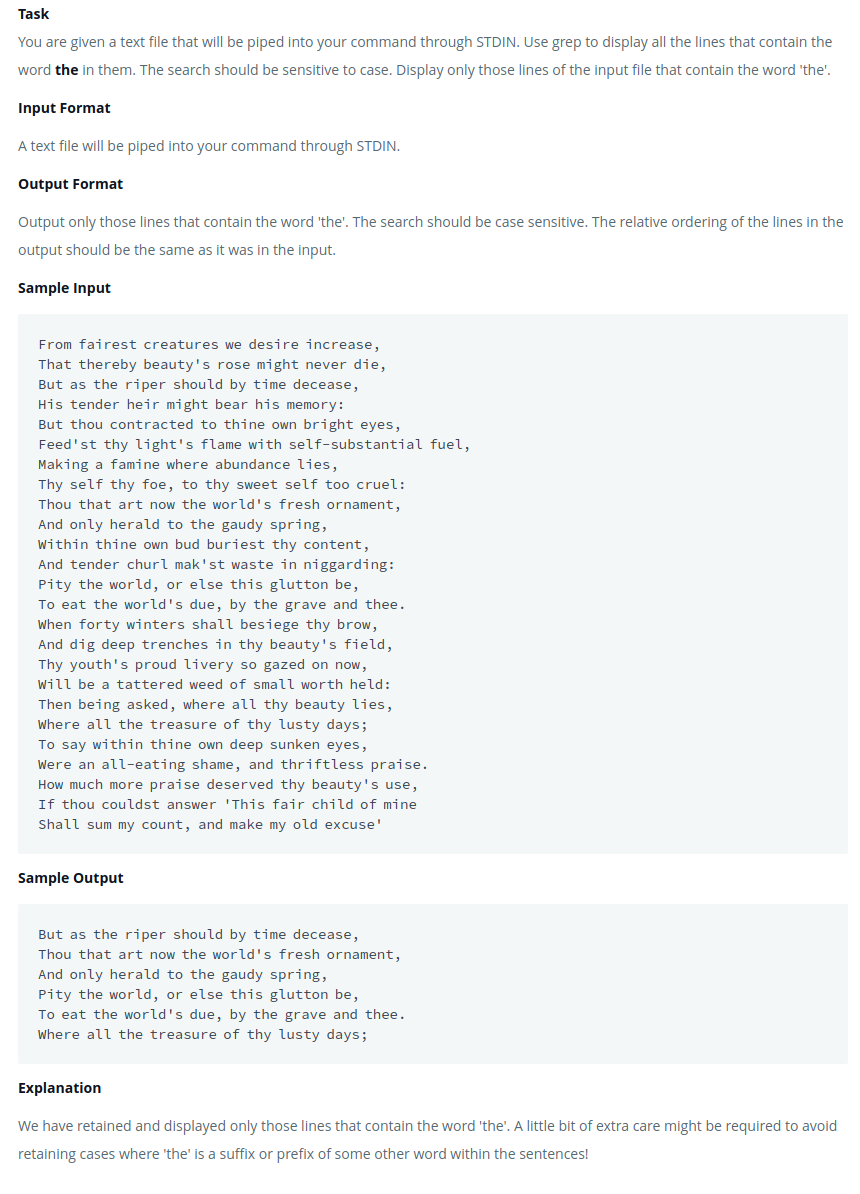 Task
You are given a text file that will be piped into your command through STDIN. Use grep to display all the lines that contain the
word the in them. The search should be sensitive to case. Display only those lines of the input file that contain the word 'the'.
Input Format
A text file will be piped into your command through STDIN.
Output Format
Output only those lines that contain the word 'the'. The search should be case sensitive. The relative ordering of the lines in the
output should be the same as it was in the input.
Sample Input
From fairest creatures we desire increase,
That thereby beauty's rose might never die,
But as the riper should by time decease,
His tender heir might bear his memory:
But thou contracted to thine own bright eyes,
Feed'st thy light's flame with self-substantial fuel,
Making a famine where abundance lies,
Thy self thy foe, to thy sweet self too cruel:
Thou that art now the world's fresh ornament,
And only herald to the gaudy spring,
Within thine own bud buriest thy content,
And tender churl mak'st waste in niggarding:
Pity the world, or else this glutton be,
To eat the world's due, by the grave and thee.
When forty winters shall besiege thy brow,
And dig deep trenches in thy beauty's field,
Thy youth's proud livery so gazed on now,
Will be a tattered weed of small worth held:
Then being asked, where all thy beauty lies,
Where all the treasure of thy lusty days;
To say within thine own deep sunken eyes,
Were an all-eating shame, and thriftless praise.
How much more praise deserved thy beauty's use,
If thou couldst answer 'This fair child of mine
Shall sum my count, and make my old excuse'
Sample Output
But as the riper should by time decease,
Thou that art now the world's fresh ornament,
And only herald to the gaudy spring,
Pity the world, or else this glutton be,
To eat the world's due, by the grave and thee.
Where all the treasure of thy lusty days;
Explanation
We have retained and displayed only those lines that contain the word 'the'. A little bit of extra care might be required to avoid
retaining cases where 'the' is a suffix or prefix of some other word within the sentences!